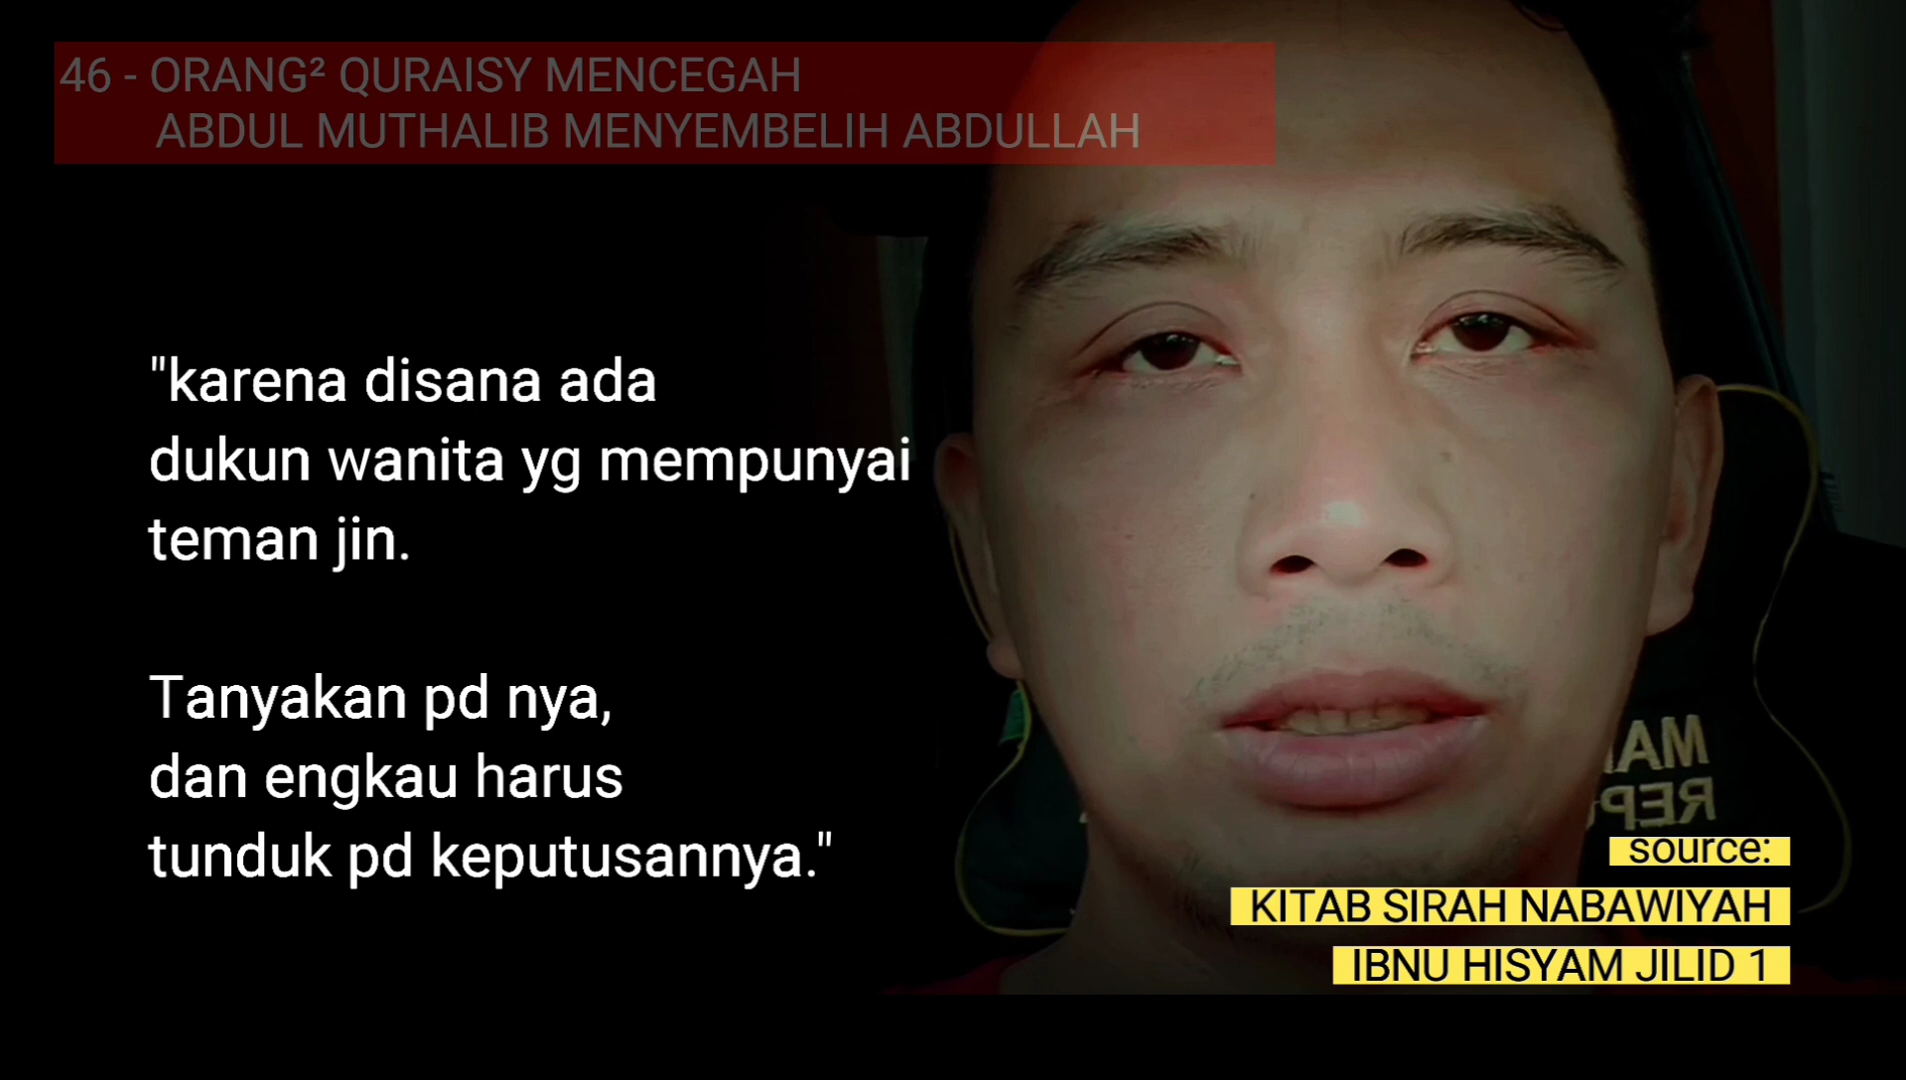 46 - ORANG² QURAISY MENCEGAH
ABDUL MUTHALIB MENYEMBELIH ABDULLAH
"karena disana ada
dukun wanita yg mempunyai
teman jin.
Tanyakan pd nya,
dan engkau harus
tunduk pd keputusannya."
source:
KITAB SIRAH NABAWIYAH
IBNU HISYAM JILID 1